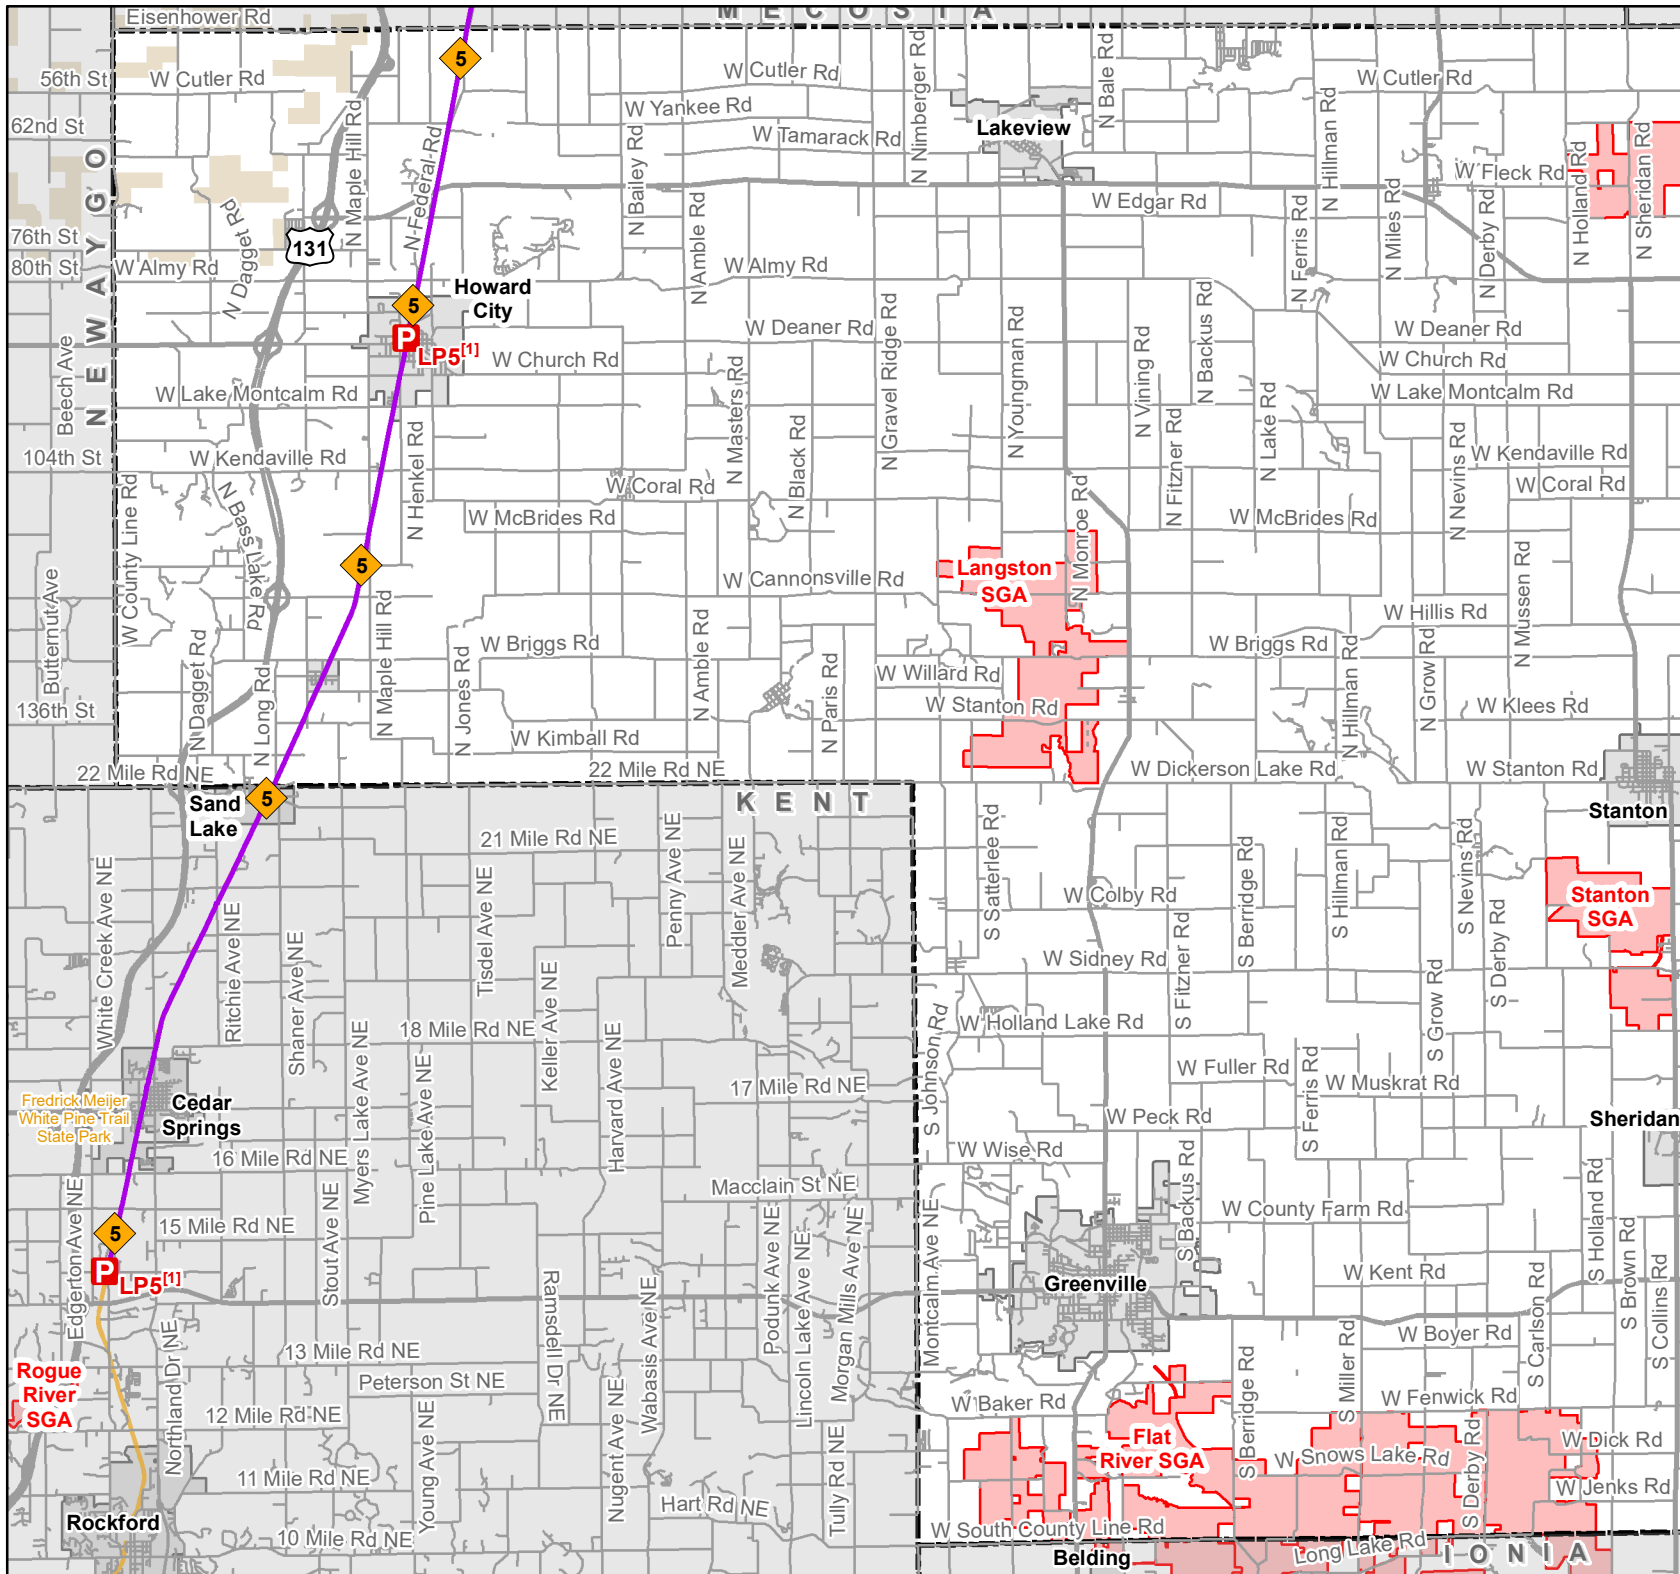 MECOSTA
Eisenhower Rd
5
56th St
W Cutler Rd
W Cutler Rd
W Cutler Rd
N Nimberger Rd
N Bale Rd
W Yankee Rd
62nd St
Lakeview
W Tamarack Rd
N Maple Hill Rd
N Federal Rd
N Bailey Rd
N Hillman Rd
W Fleck Rd
N Holland Rd
N Sheridan Rd
NEWAYGO
W Edgar Rd
N Amble Rd
N Ferris Rd
N Miles Rd
N Derby Rd
N Dagget Rd
76th St
131
80th St
W Almy Rd
W Almy Rd
Howard
City
5
P
LP5[1]
W Deaner Rd
W Deaner Rd
N Gravel Ridge Rd
N Youngman Rd
N Vining Rd
N Backus Rd
W Church Rd
W Church Rd
Beech Ave
W Lake Montcalm Rd
W Lake Montcalm Rd
N Masters Rd
N Black Rd
N Fitzner Rd
N Lake Rd
N Nevins Rd
104th St
W Kendaville Rd
W Kendaville Rd
N Henkel Rd
W Coral Rd
W Coral Rd
N County Line Rd
N Bass Lake Rd
W McBrides Rd
W McBrides Rd
N Monroe Rd
5
Langston
SGA
W Cannonsville Rd
Butternut Ave
N Mussen Rd
W Hillis Rd
N Maple Hill Rd
W Briggs Rd
W Briggs Rd
N Dagget Rd
N Long Rd
N Jones Rd
N Amble Rd
N Paris Rd
W Willard Rd
N Hillman Rd
N Grow Rd
136th St
W Stanton Rd
W Klees Rd
W Kimball Rd
22 Mile Rd NE
22 Mile Rd NE
W Dickerson Lake Rd
W Stanton Rd
5
Sand
Lake
KENT
Stanton
21 Mile Rd NE
White Creek Ave NE
Ritchie Ave NE
Shaner Ave NE
Tisdel Ave NE
Penny Ave NE
Meddler Ave NE
S Satterlee Rd
W Colby Rd
S Berridge Rd
S Hillman Rd
S Nevins Rd
S Derby Rd
Stanton
SGA
W Sidney Rd
S Fitzner Rd
S Grow Rd
18 Mile Rd NE
Keller Ave NE
Harvard Ave NE
W Holland Lake Rd
S Johnson Rd
Myers Lake Ave NE
Pine Lake Ave NE
17 Mile Rd NE
W Fuller Rd
W Muskrat Rd
S Ferris Rd
Fredrick Meijer
White Pine Trail
State Park
Cedar
Springs
W Peck Rd
Sheridan
16 Mile Rd NE
W Wise Rd
Macclain St NE
Edgerton Ave NE
5
15 Mile Rd NE
Stout Ave NE
S Backus Rd
W County Farm Rd
S Holland Rd
S Brown Rd
S Collins Rd
P
LP5[1]
Ramsdell Dr NE
Wabasis Ave NE
Podunk Ave NE
Lincoln Lake Ave NE
Morgan Mills Ave NE
Montcalm Ave NE
Greenville
W Kent Rd
S Carlson Rd
Northland Dr NE
13 Mile Rd NE
W Boyer Rd
S Miller Rd
Rogue
River
SGA
Peterson St NE
W Baker Rd
S Berridge Rd
W Fenwick Rd
12 Mile Rd NE
Young Ave NE
Nugent Ave NE
Tully Rd NE
Flat
River SGA
W Snows Lake Rd
S Derby Rd
W Dick Rd
11 Mile Rd NE
Hart Rd NE
W Jenks Rd
Rockford
10 Mile Rd NE
W South County Line Rd
Belding
Long Lake Rd
IONIA